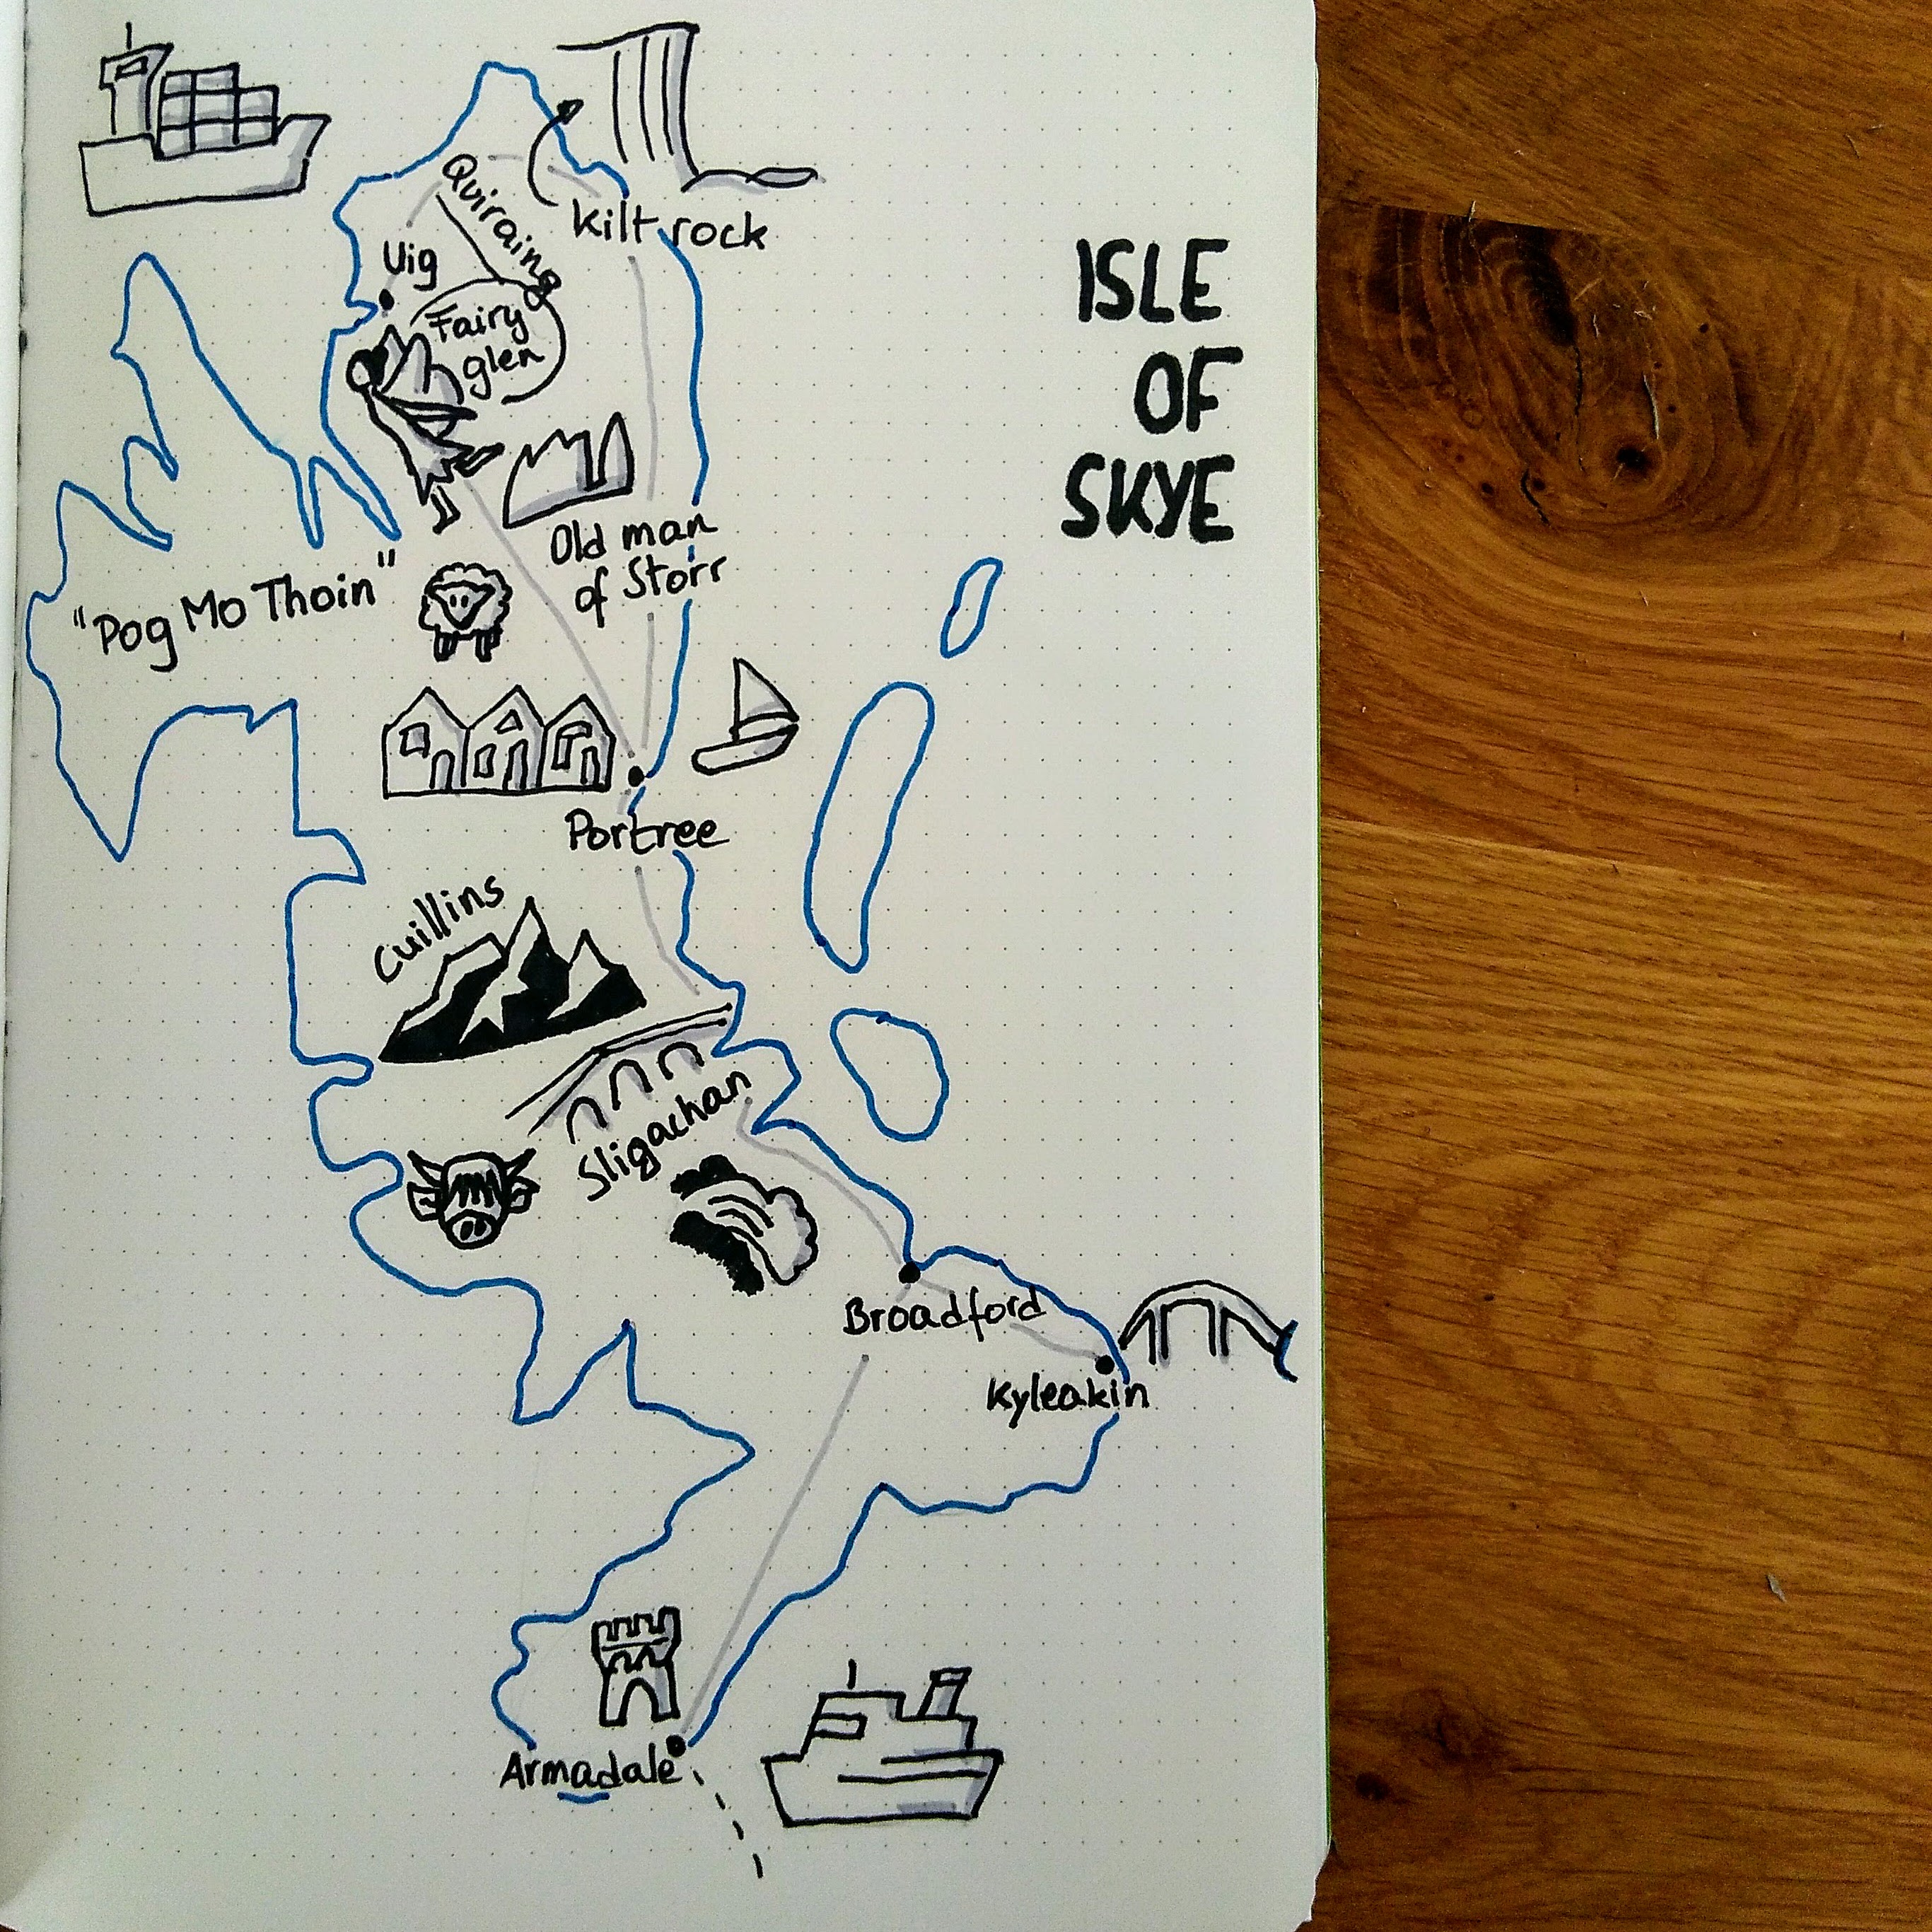 ISLE
OF
SKYE
Quiraing
Kilt rock
Uig
Fairy
glen
Old man
of Storr
"Pog Mo Thoin"
Portree
Cuillins
Sligachan
Broadford
Kyleakin
Armadale